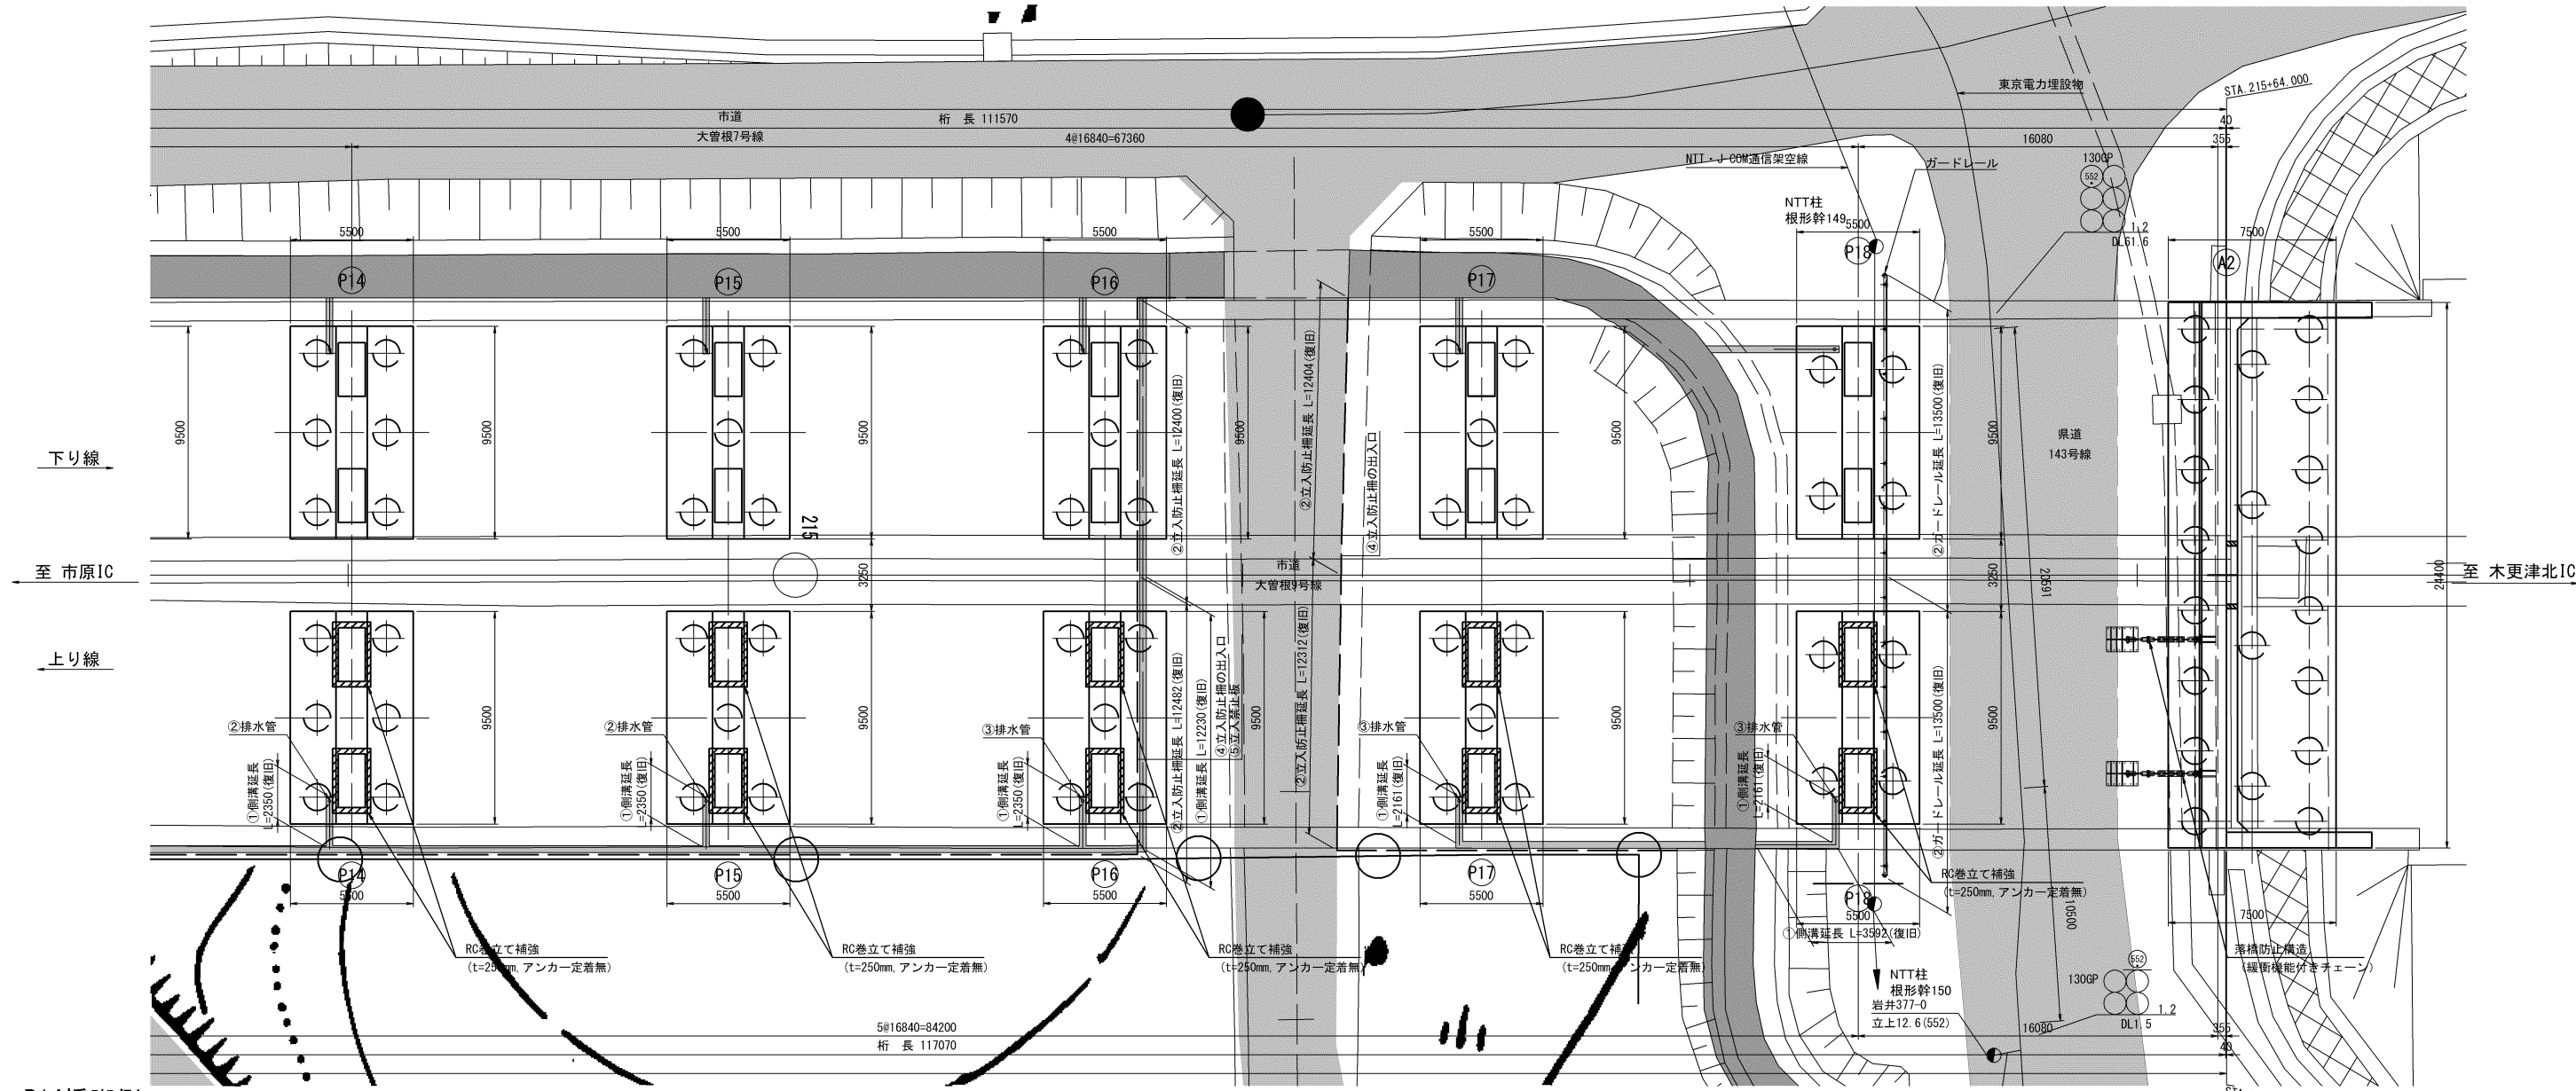 東京電力埋設物
STA.215+64.000
市道
大曽根7号線
桁 長 111570
4@16840=67360
16080
40
355
NTT・J-COM通信架空線
ガードレール
130GP
552
NTT柱
根形幹149
5500
5500
5500
5500
5500
1.2
DL61.6
7500
P14
P15
P16
P17
P18
A2
9500
9500
9500
9500
9500
9500
②立入防止柵延長 L=12400(復旧)
②立入防止柵延長 L=12404(復旧)
④立入防止柵の出入口
②ガードレール延長 L=13500(復旧)
県道
143号線
下り線
215
至 市原IC
3250
市道
大曽根9号線
3250
20591
24400
至 木更津北IC
上り線
9500
9500
9500
9500
9500
②立入防止柵延長 L=12482(復旧)
①側溝延長 L=12230(復旧)
④立入防止柵の出入口
⑤立入禁止板
②立入防止柵延長 L=12312(復旧)
②ガードレール延長 L=13500(復旧)
②排水管
②排水管
③排水管
③排水管
③排水管
①側溝延長
L=2350(復旧)
①側溝延長
L=2350(復旧)
①側溝延長
L=2350(復旧)
①側溝延長
L=2161(復旧)
①側溝延長
L=2161(復旧)
P14
P15
P16
P17
P18
5500
5500
5500
5500
5500
RC巻立て補強
(t=250mm,アンカー定着無)
RC巻立て補強
(t=250mm,アンカー定着無)
RC巻立て補強
(t=250mm,アンカー定着無)
RC巻立て補強
(t=250mm,アンカー定着無)
RC巻立て補強
(t=250mm,アンカー定着無)
①側溝延長 L=3592(復旧)
10500
7500
落橋防止構造
(緩衝機能付きチェーン)
NTT柱
根形幹150
岩井377-0
立上12.6(552)
552
130GP
1.2
DL1.5
5@16840=84200
桁 長 117070
16080
355
40